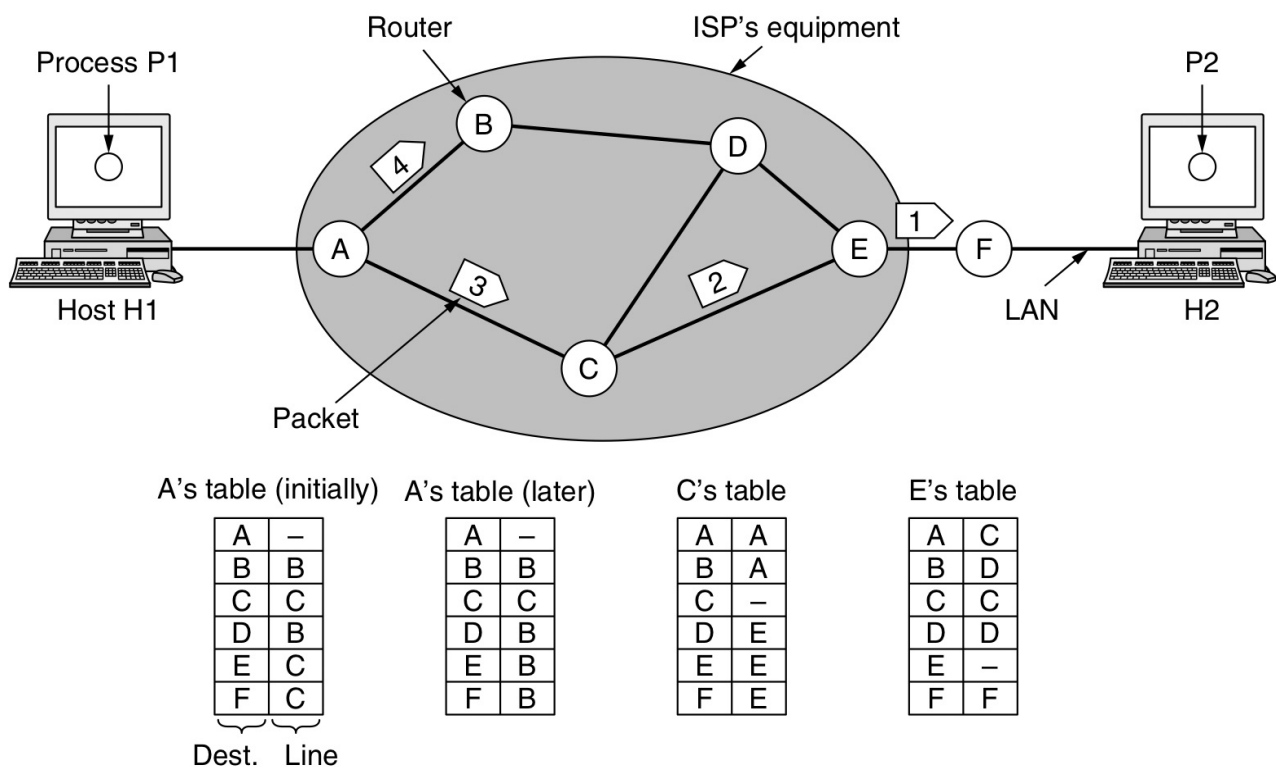 Router
ISP's equipment
Process P1
P2
B
D
4
1
A
E
F
3
2
Host H1
LAN
H2
C
Packet
A's table (initially)
A – 
B B
C C
D B
E C
F C
Dest. Line
A's table (later)
A –
B B
C C
D B
E B
F B
C's table
A A
B A
C –
D E
E E
F E
E's table
A C
B D
C C
D D
E –
F F